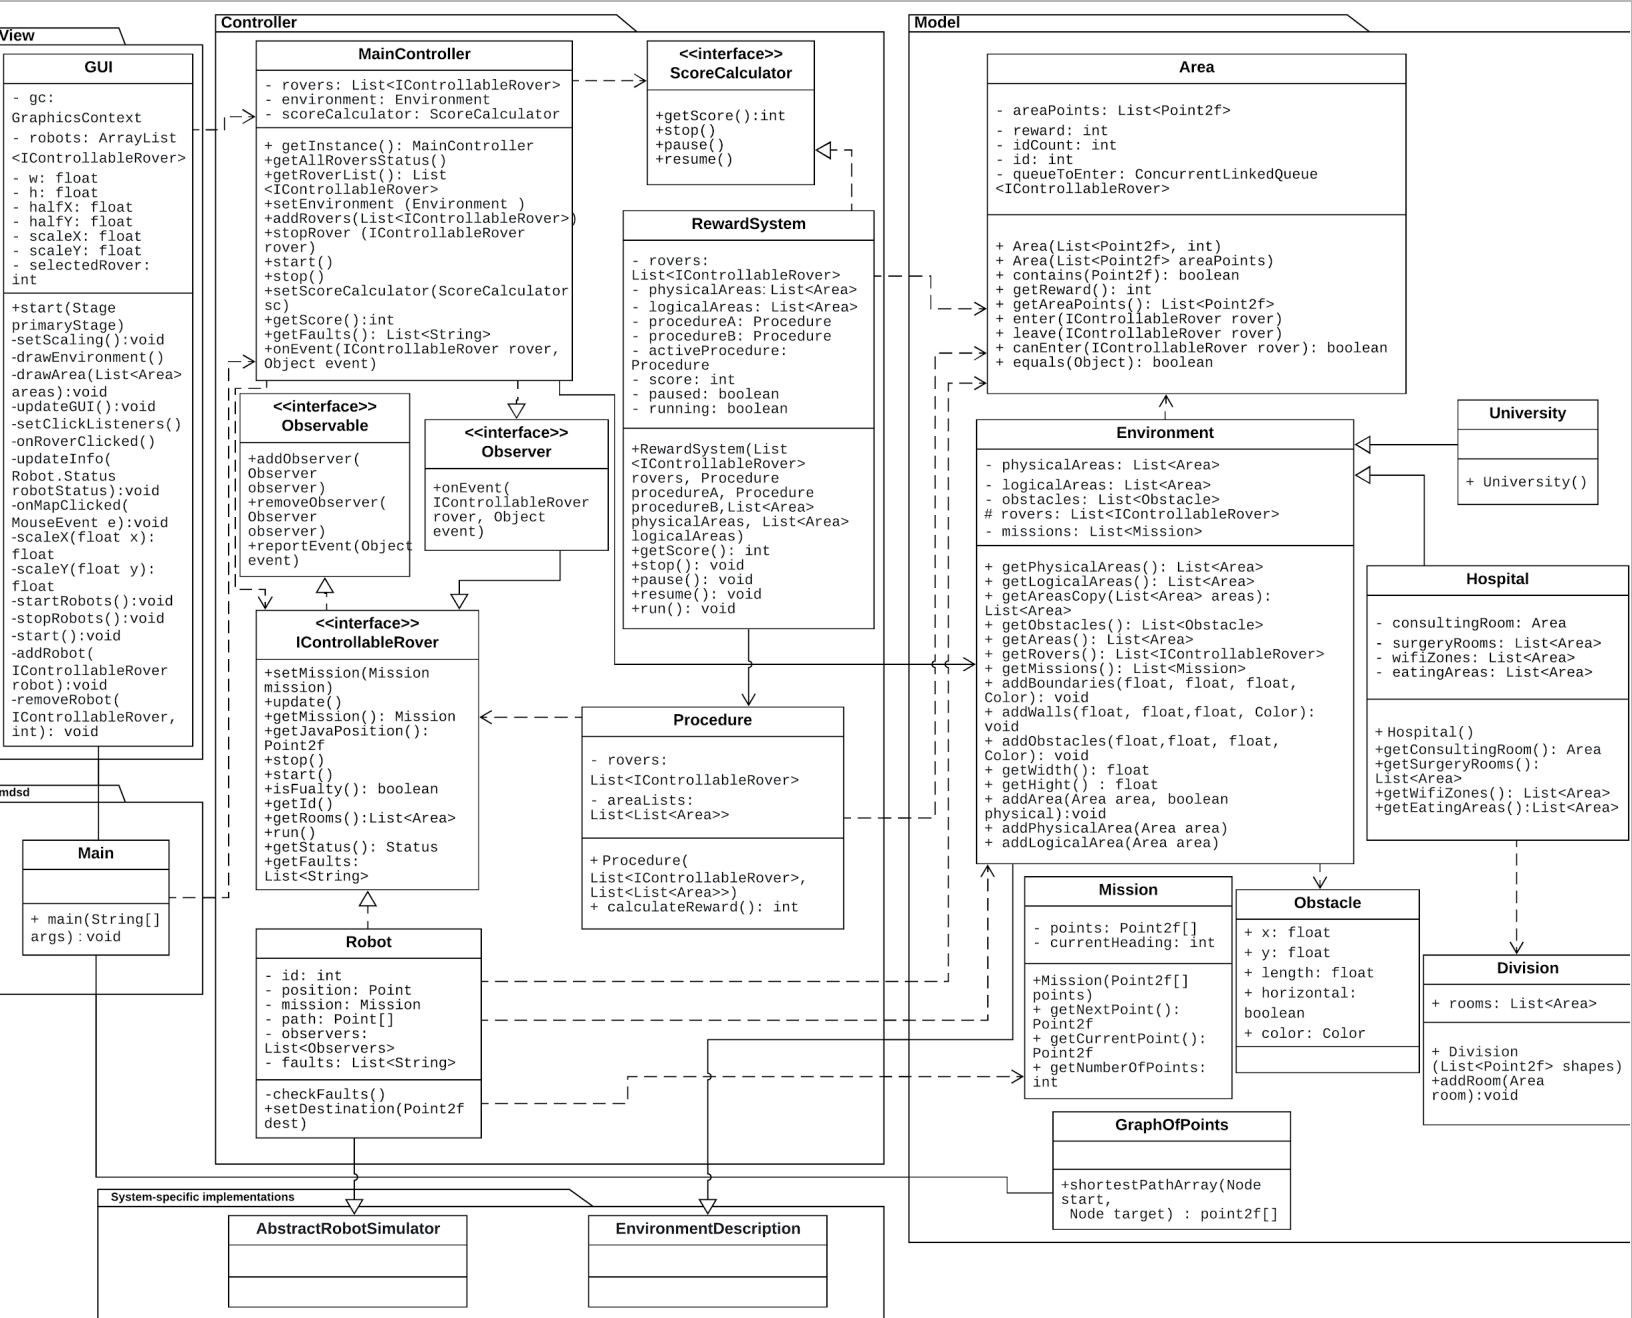 View
GUI
- gc:
GraphicsContext
- robots: ArrayList
<IControllableRover>
- w: float
- h: float
- halfX: float
- halfY: float
- scaleX: float
- scaleY: float
- selectedRover:
int
+start(Stage
primaryStage)
-setScaling():void
-drawEnvironment()
-drawArea(List<Area>
areas):void
-updateGUI():void
-setClickListeners()
-onRoverClicked()
-updateInfo(
Robot.Status
robotStatus):void
-onMapClicked(
MouseEvent e):void
-scaleX(float x):
float
-scaleY(float y):
float
-startRobots():void
-stopRobots():void
-start():void
-addRobot(
IControllableRover
robot):void
-removeRobot(
IControllableRover,
int): void
mdsd
Main
+ main(String[]
args):void
Controller
MainController
- rovers: List<IControllableRover>
- environment: Environment
- scoreCalculator: ScoreCalculator
+ getInstance(): MainController
+getAllRoversStatus()
+getRoverList(): List
<IControllableRover>
+setEnvironment (Environment )
+addRovers(List<IControllableRover>)
+stopRover (IControllableRover
rover)
+start()
+stop()
+setScoreCalculator(ScoreCalculator
sc)
+getScore():int
+getFaults(): List<String>
+onEvent(IControllableRover rover,
Object event)
<<interface>>
ScoreCalculator
+getScore():int
+stop()
+pause()
+resume()
<<interface>>
Observable
+addObserver(
Observer
observer)
+removeObserver(
Observer
observer)
+reportEvent(Object
event)
<<interface>>
Observer
+onEvent(
IControllableRover
rover, Object
event)
RewardSystem
- rovers:
List<IControllableRover>
- physicalAreas:List<Area>
- logicalAreas: List<Area>
- procedureA: Procedure
- procedureB: Procedure
- activeProcedure:
Procedure
- score: int
- paused: boolean
- running: boolean
+RewardSystem(List
<IControllableRover>
rovers, Procedure
procedureA, Procedure
procedureB,List<Area>
physicalAreas, List<Area>
logicalAreas)
+getScore(): int
+stop(): void
+pause(): void
+resume(): void
+run(): void
<<interface>>
IControllableRover
+setMission(Mission
mission)
+update()
+getMission(): Mission
+getJavaPosition():
Point2f
+stop()
+start()
+isFualty(): boolean
+getId()
+getRooms():List<Area>
+run()
+getStatus(): Status
+getFaults:
List<String>
Procedure
- rovers:
List<IControllableRover>
- areaLists:
List<List<Area>>
+ Procedure(
List<IControllableRover>,
List<List<Area>>)
+ calculateReward(): int
Robot
- id: int
- position: Point
- mission: Mission
- path: Point[]
- observers:
List<Observers>
- faults: List<String>
-checkFaults()
+setDestination(Point2f
dest)
System-specific implementations
AbstractRobotSimulator
EnvironmentDescription
Model
Area
- areaPoints: List<Point2f>
- reward: int
- idCount: int
- id: int
- queueToEnter: ConcurrentLinkedQueue
<IControllableRover>
+ Area(List<Point2f>, int)
+ Area(List<Point2f> areaPoints)
+ contains(Point2f): boolean
+ getReward(): int
+ getAreaPoints(): List<Point2f>
+ enter(IControllableRover rover)
+ leave(IControllableRover rover)
+ canEnter(IControllableRover rover): boolean
+ equals(Object): boolean
Environment
- physicalAreas: List<Area>
- logicalAreas: List<Area>
- obstacles: List<Obstacle>
# rovers: List<IControllableRover>
- missions: List<Mission>
+ getPhysicalAreas(): List<Area>
+ getLogicalAreas(): List<Area>
+ getAreasCopy(List<Area> areas):
List<Area>
+ getObstacles(): List<Obstacle>
+ getAreas(): List<Area>
+ getRovers(): List<IControllableRover>
+ getMissions(): List<Mission>
+ addBoundaries(float, float, float,
Color): void
+ addWalls(float, float,float, Color):
void
+ addObstacles(float,float, float,
Color): void
+ getWidth(): float
+ getHight() : float
+ addArea(Area area, boolean
physical):void
+ addPhysicalArea(Area area)
+ addLogicalArea(Area area)
University
+ University()
Hospital
- consultingRoom: Area
- surgeryRooms: List<Area>
- wifiZones: List<Area>
- eatingAreas: List<Area>
+ Hospital()
+getConsultingRoom(): Area
+getSurgeryRooms():
List<Area>
+getWifiZones(): List<Area>
+getEatingAreas():List<Area>
Mission
- points: Point2f[]
- currentHeading: int
+Mission(Point2f[]
points)
+ getNextPoint():
Point2f
+ getCurrentPoint():
Point2f
+ getNumberOfPoints:
int
Obstacle
+ x: float
+ y: float
+ length: float
+ horizontal:
boolean
+ color: Color
Division
+ rooms: List<Area>
+ Division
(List<Point2f> shapes)
+addRoom(Area
room):void
GraphOfPoints
+shortestPathArray(Node
start,
Node target) : point2f[]